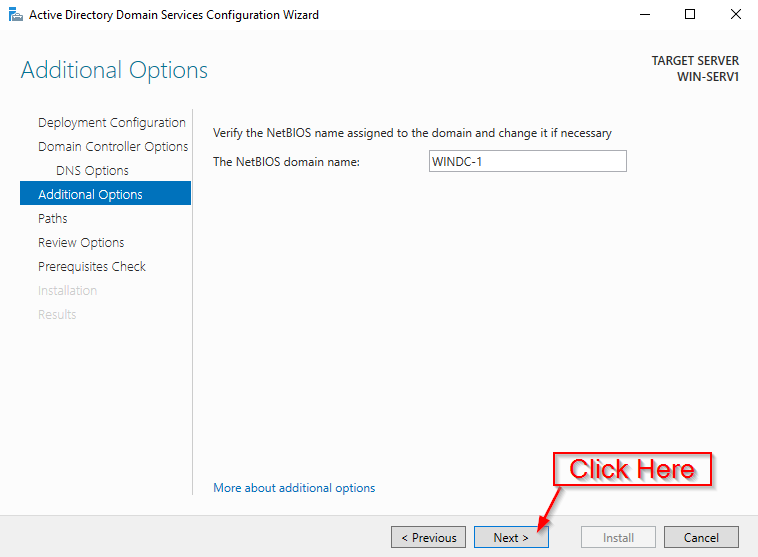 Active Directory Domain Services Configuration Wizard
Additional Options
TARGET SERVER
WIN-SERV1
Deployment Configuration
Domain Controller Options
DNS Options
Additional Options
Paths
Review Options
Prerequisites Check
Installation
Results
Verify the NetBIOS name assigned to the domain and change it if necessary
The NetBIOS domain name: WINDC-1
More about additional options
Click Here
< Previous Next > Install Cancel